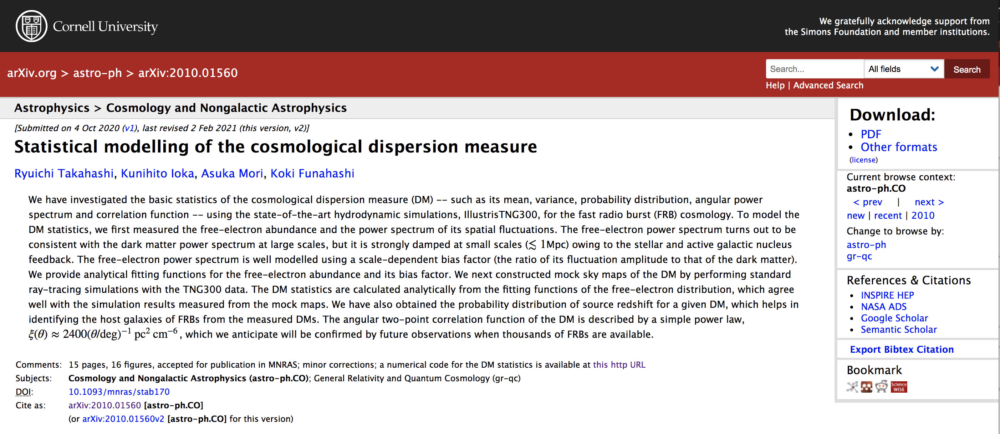 Cornell University
We gratefully acknowledge support from
the Simons Foundation and member institutions.
arXiv.org > astro-ph > arXiv:2010.01560
Search...
All fields
Search
Help | Advanced Search
Astrophysics > Cosmology and Nongalactic Astrophysics
[Submitted on 4 Oct 2020 (v1), last revised 2 Feb 2021 (this version, v2)]
Statistical modelling of the cosmological dispersion measure
Ryuichi Takahashi, Kunihito Ioka, Asuka Mori, Koki Funahashi
We have investigated the basic statistics of the cosmological dispersion measure (DM) -- such as its mean, variance, probability distribution, angular power
spectrum and correlation function -- using the state-of-the-art hydrodynamic simulations, IllustrisTNG300, for the fast radio burst (FRB) cosmology. To model the
DM statistics, we first measured the free-electron abundance and the power spectrum of its spatial fluctuations. The free-electron power spectrum turns out to be
consistent with the dark matter power spectrum at large scales, but it is strongly damped at small scales (≲ 1Mpc) owing to the stellar and active galactic nucleus
feedback. The free-electron power spectrum is well modelled using a scale-dependent bias factor (the ratio of its fluctuation amplitude to that of the dark matter).
We provide analytical fitting functions for the free-electron abundance and its bias factor. We next constructed mock sky maps of the DM by performing standard
ray-tracing simulations with the TNG300 data. The DM statistics are calculated analytically from the fitting functions of the free-electron distribution, which agree
well with the simulation results measured from the mock maps. We have also obtained the probability distribution of source redshift for a given DM, which helps in
identifying the host galaxies of FRBs from the measured DMs. The angular two-point correlation function of the DM is described by a simple power law,
ξ(θ) ≈ 2400(θ/deg)⁻¹ pc² cm⁻⁶, which we anticipate will be confirmed by future observations when thousands of FRBs are available.
Comments: 15 pages, 16 figures, accepted for publication in MNRAS; minor corrections; a numerical code for the DM statistics is available at this http URL
Subjects: Cosmology and Nongalactic Astrophysics (astro-ph.CO); General Relativity and Quantum Cosmology (gr-qc)
DOI: 10.1093/mnras/stab170
Cite as: arXiv:2010.01560 [astro-ph.CO]
(or arXiv:2010.01560v2 [astro-ph.CO] for this version)
Download:
• PDF
• Other formats
(license)
Current browse context:
astro-ph.CO
< prev | next >
new | recent | 2010
Change to browse by:
astro-ph
gr-qc
References & Citations
• INSPIRE HEP
• NASA ADS
• Google Scholar
• Semantic Scholar
Export Bibtex Citation
Bookmark
Science
WISE